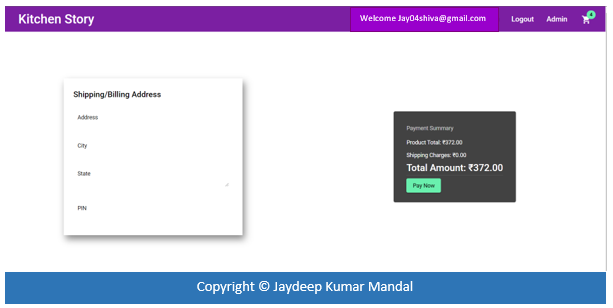 Kitchen Story
Welcome Jay04shiva@gmail.com
Logout
Admin
4
Shipping/Billing Address
Address
City
State
PIN
Payment Summary
Product Total: ₹372.00
Shipping Charges: ₹0.00
Total Amount: ₹372.00
Pay Now
Copyright © Jaydeep Kumar Mandal